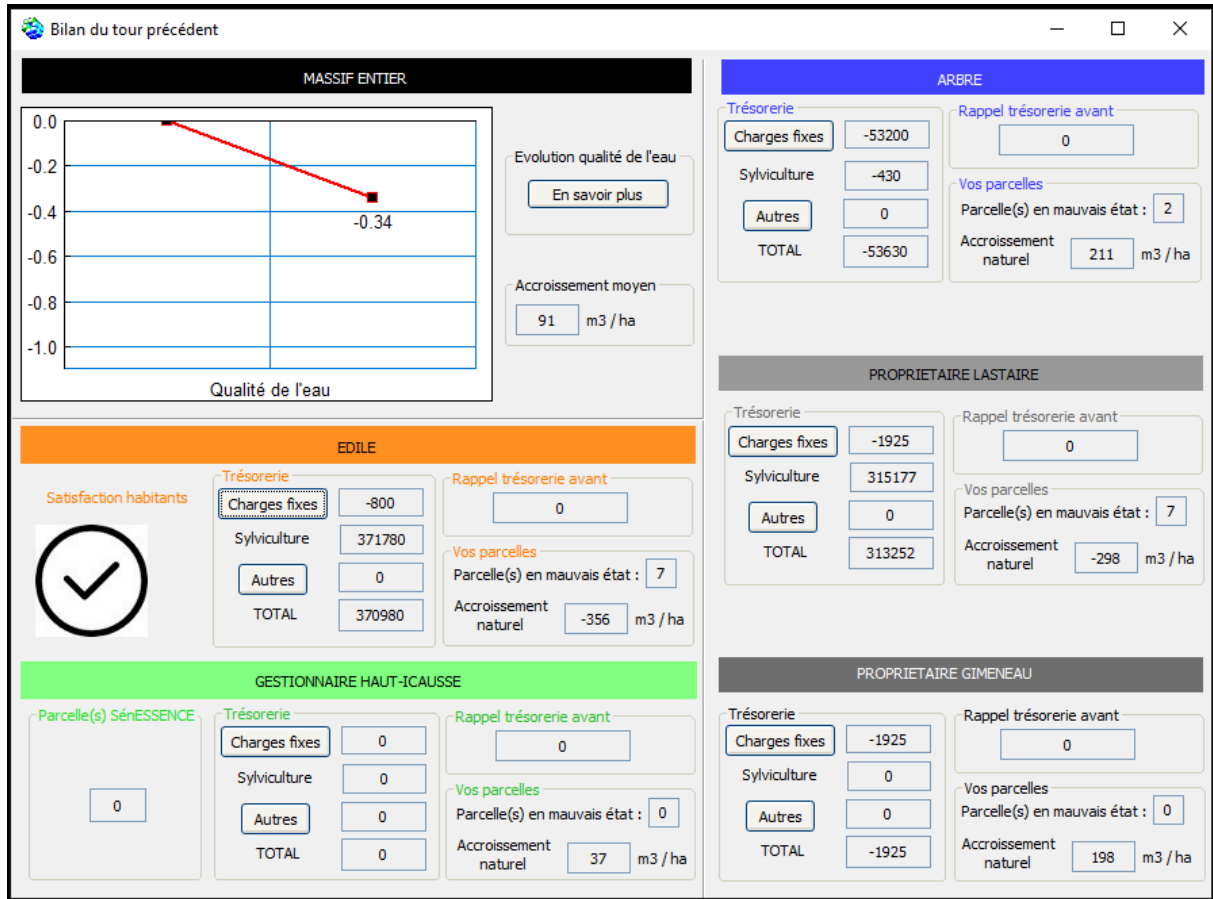 Bilan du tour précédent
MASSIF ENTIER
0.0
-0.2
-0.4
-0.6
-0.8
-1.0
-0.34
Qualité de l'eau
Evolution qualité de l'eau
En savoir plus
Accroissement moyen
91 m3 / ha
EDILE
Satisfaction habitants
Trésorerie
Charges fixes -800
Sylviculture 371780
Autres 0
TOTAL 370980
Rappel trésorerie avant
0
Vos parcelles
Parcelle(s) en mauvais état : 7
Accroissement
naturel -356 m3 / ha
GESTIONNAIRE HAUT-ICAUSSE
Parcelle(s) SénESSENCE
0
Trésorerie
Charges fixes 0
Sylviculture 0
Autres 0
TOTAL 0
Rappel trésorerie avant
0
Vos parcelles
Parcelle(s) en mauvais état : 0
Accroissement
naturel 37 m3 / ha
ARBRE
Trésorerie
Charges fixes -53200
Sylviculture -430
Autres 0
TOTAL -53630
Rappel trésorerie avant
0
Vos parcelles
Parcelle(s) en mauvais état : 2
Accroissement
naturel 211 m3 / ha
PROPRIETAIRE LASTAIRE
Trésorerie
Charges fixes -1925
Sylviculture 315177
Autres 0
TOTAL 313252
Rappel trésorerie avant
0
Vos parcelles
Parcelle(s) en mauvais état : 7
Accroissement
naturel -298 m3 / ha
PROPRIETAIRE GIMENEAU
Trésorerie
Charges fixes -1925
Sylviculture 0
Autres 0
TOTAL -1925
Rappel trésorerie avant
0
Vos parcelles
Parcelle(s) en mauvais état : 0
Accroissement
naturel 198 m3 / ha